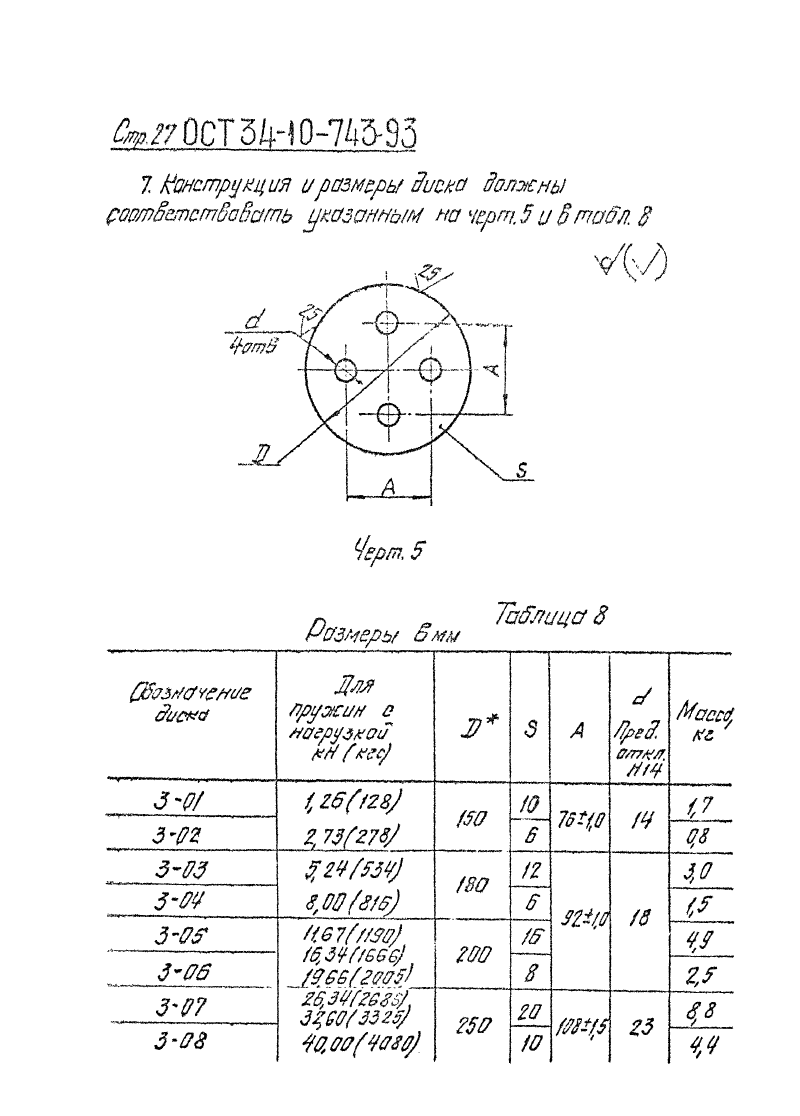 Стр.27 ОСТ 34-10-743-93
7. Конструкция и размеры диска должны
соответствовать указанным на черт.5 и в табл. 8
25
25
d
4отв
A
D
S
A
Черт. 5
Таблица 8
Размеры в мм
Обозначение диска
Для пружин с нагрузкой кН (кгс)
D*
S
A
d Пред. откл. H14
Масса, кг
3-01
1,26(128)
150
10
76±1,0
14
1,7
3-02
2,73(278)
6
0,8
3-03
5,24(534)
180
12
92±1,0
18
3,0
3-04
8,00(816)
6
1,5
3-05
11,67(1190)
200
16
4,9
16,34(1666)
3-06
19,66(2005)
8
2,5
3-07
32,60(3325)
250
20
108±1,5
23
8,8
3-08
40,00(4080)
10
4,4